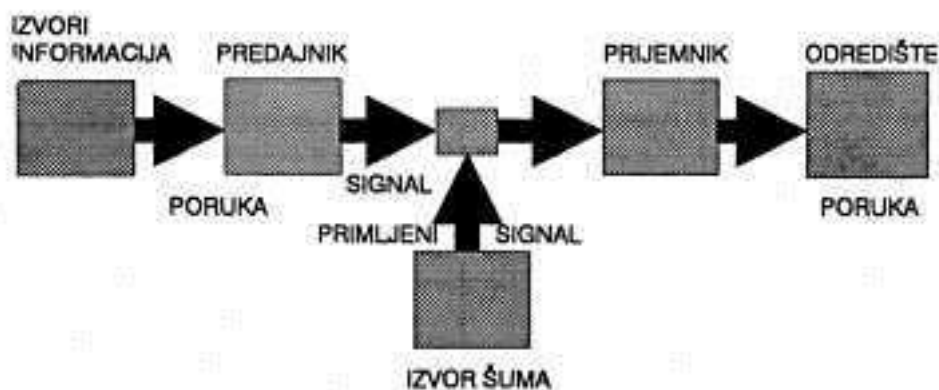 IZVORI
INFORMACIJA
PREDAJNIK
PRIJEMNIK
ODREDIŠTE
SIGNAL
PORUKA
PORUKA
PRIMLJENI SIGNAL
IZVOR ŠUMA